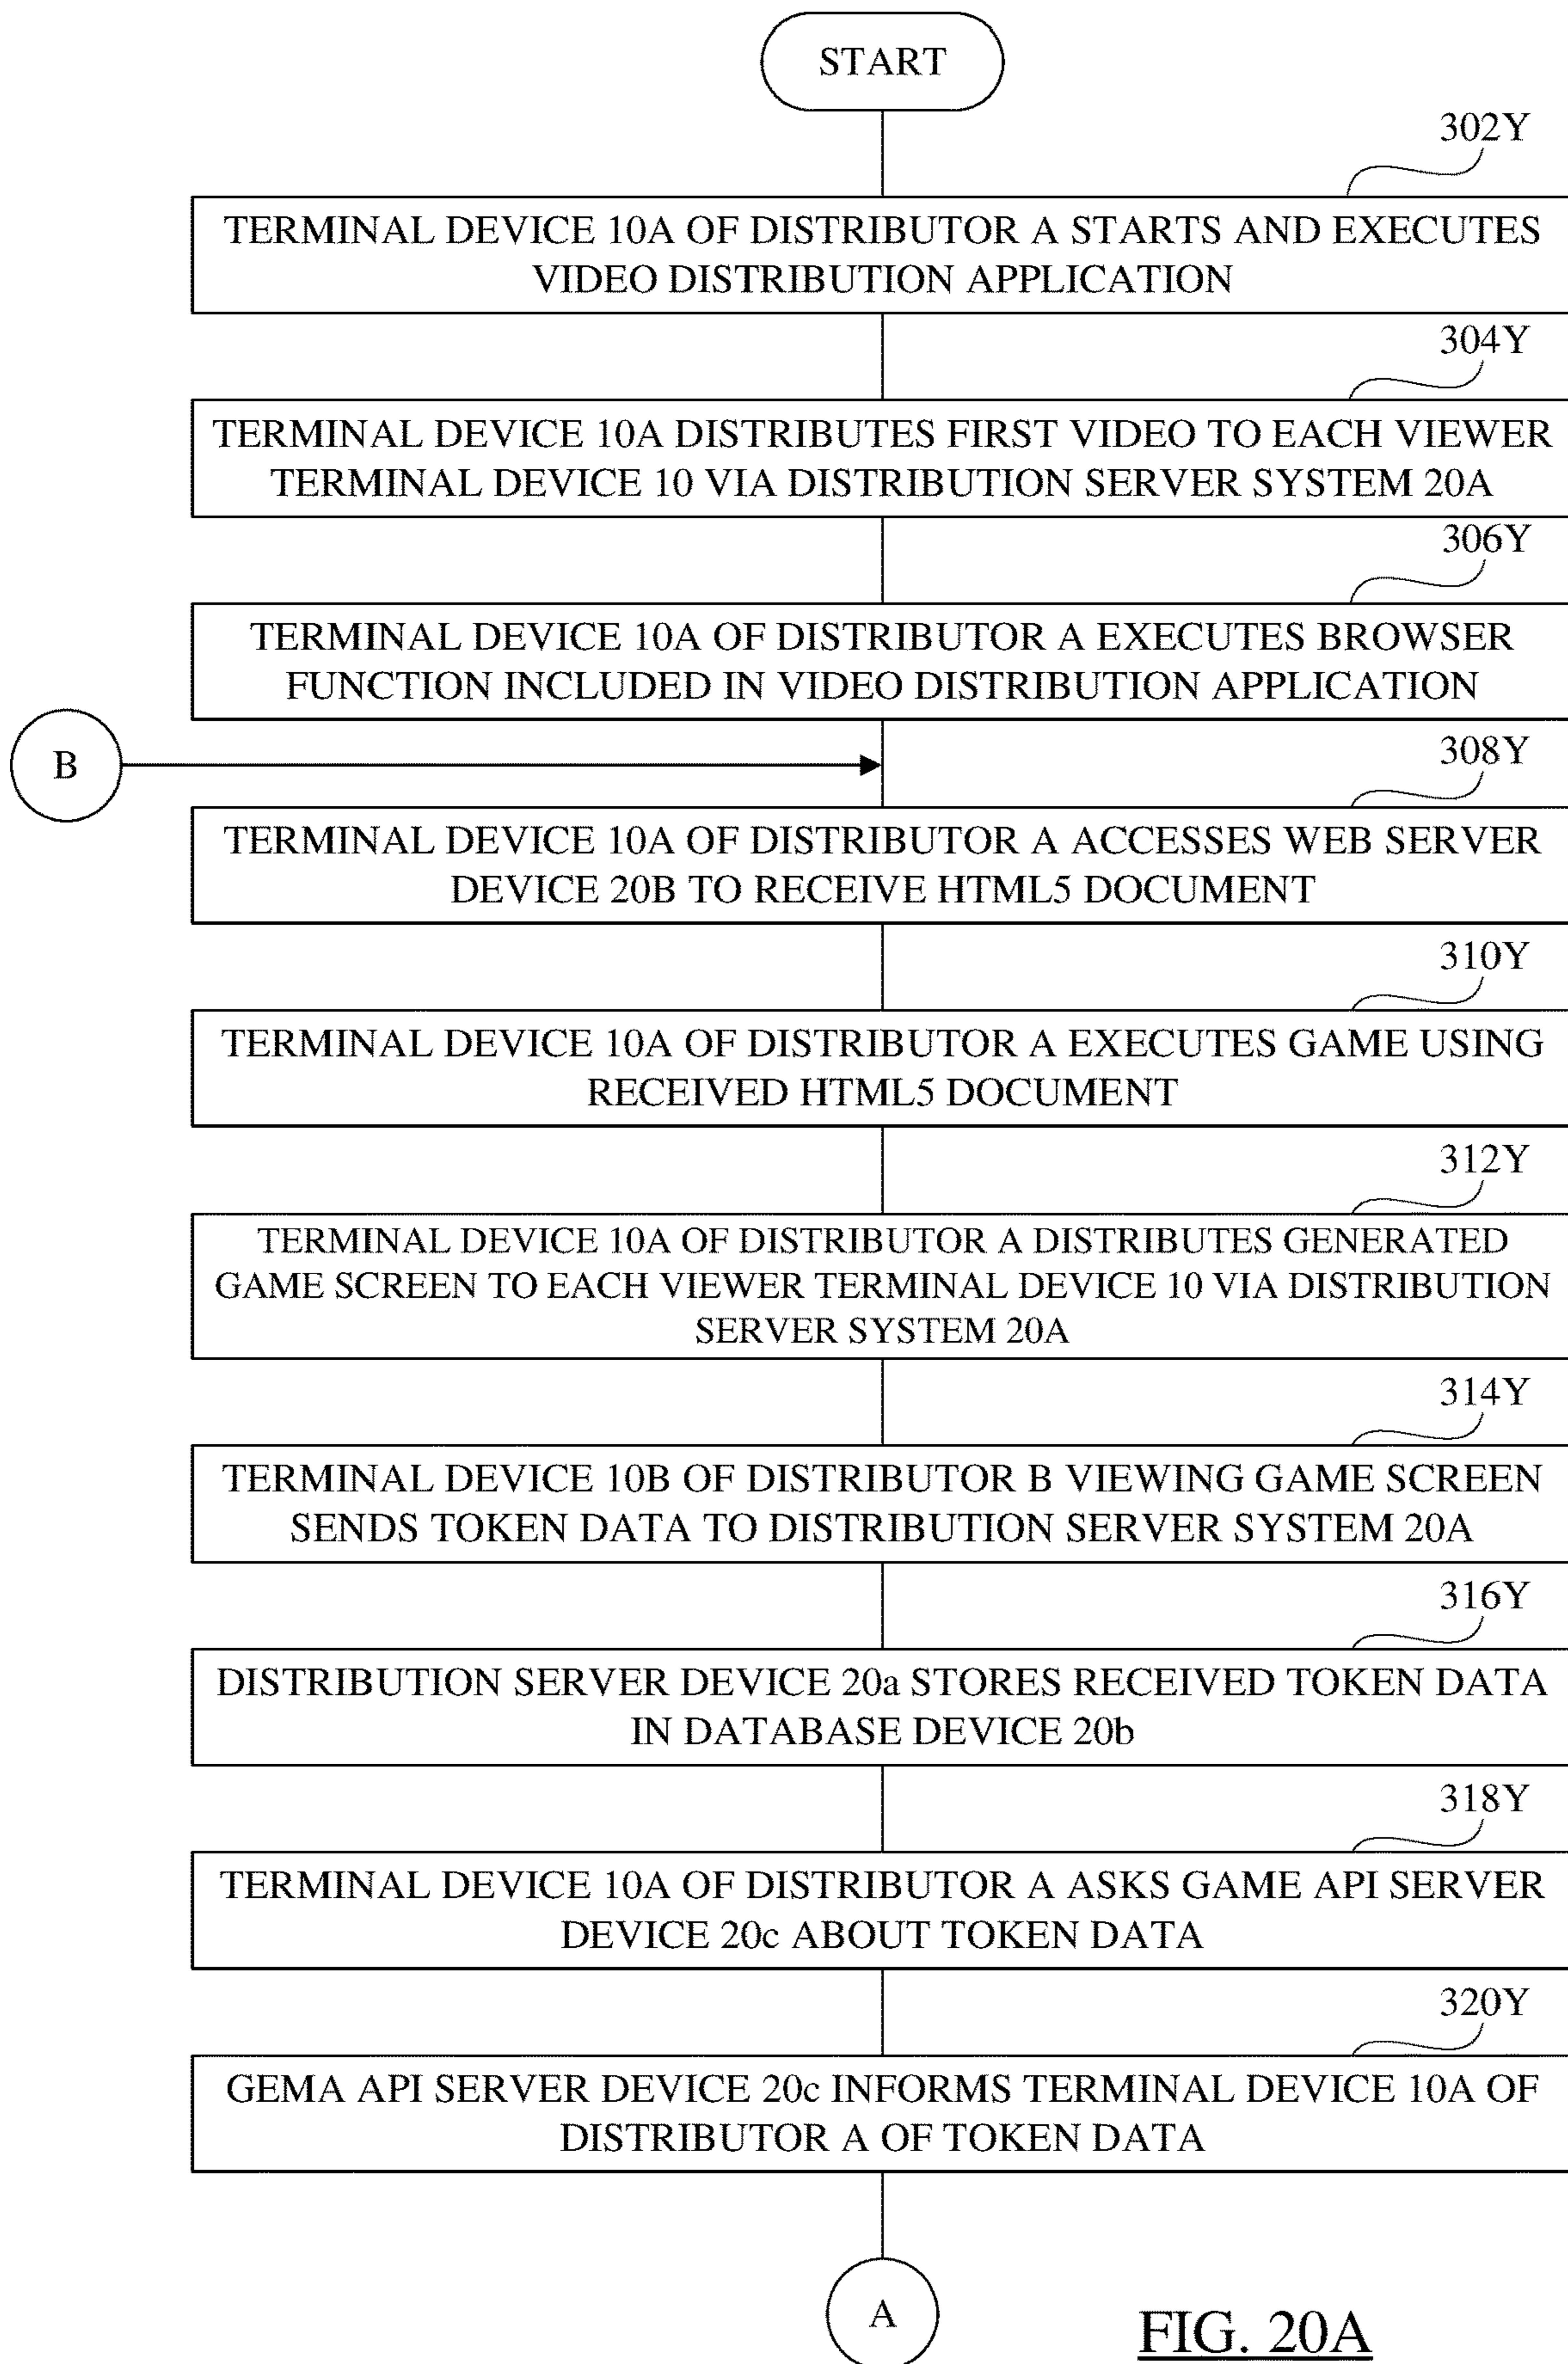 START
302Y
TERMINAL DEVICE 10A OF DISTRIBUTOR A STARTS AND EXECUTES
VIDEO DISTRIBUTION APPLICATION
304Y
TERMINAL DEVICE 10A DISTRIBUTES FIRST VIDEO TO EACH VIEWER
TERMINAL DEVICE 10 VIA DISTRIBUTION SERVER SYSTEM 20A
306Y
TERMINAL DEVICE 10A OF DISTRIBUTOR A EXECUTES BROWSER
FUNCTION INCLUDED IN VIDEO DISTRIBUTION APPLICATION
B
308Y
TERMINAL DEVICE 10A OF DISTRIBUTOR A ACCESSES WEB SERVER
DEVICE 20B TO RECEIVE HTML5 DOCUMENT
310Y
TERMINAL DEVICE 10A OF DISTRIBUTOR A EXECUTES GAME USING
RECEIVED HTML5 DOCUMENT
312Y
TERMINAL DEVICE 10A OF DISTRIBUTOR A DISTRIBUTES GENERATED
GAME SCREEN TO EACH VIEWER TERMINAL DEVICE 10 VIA DISTRIBUTION
SERVER SYSTEM 20A
314Y
TERMINAL DEVICE 10B OF DISTRIBUTOR B VIEWING GAME SCREEN
SENDS TOKEN DATA TO DISTRIBUTION SERVER SYSTEM 20A
316Y
DISTRIBUTION SERVER DEVICE 20a STORES RECEIVED TOKEN DATA
IN DATABASE DEVICE 20b
318Y
TERMINAL DEVICE 10A OF DISTRIBUTOR A ASKS GAME API SERVER
DEVICE 20c ABOUT TOKEN DATA
320Y
GEMA API SERVER DEVICE 20c INFORMS TERMINAL DEVICE 10A OF
DISTRIBUTOR A OF TOKEN DATA
A
FIG. 20A